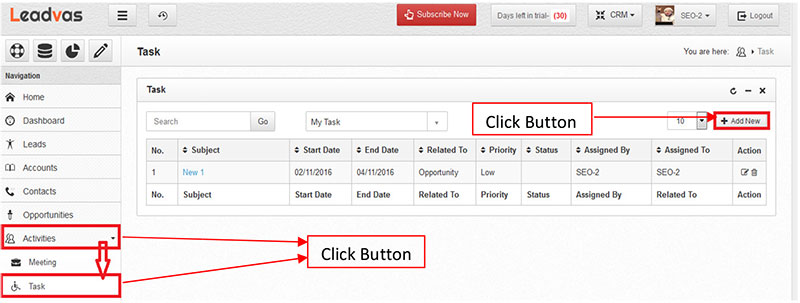 Leadvas
Subscribe Now
Days left in trial- (30)
CRM
SEO-2
Logout
Task
You are here: Task
Navigation
Home
Dashboard
Leads
Accounts
Contacts
Opportunities
Activities
Meeting
Task
Task
Search Go My Task Click Button 10 Add New
No. Subject Start Date End Date Related To Priority Status Assigned By Assigned To Action
1 New 1 02/11/2016 04/11/2016 Opportunity Low SEO-2 SEO-2
No. Subject Start Date End Date Related To Priority Status Assigned By Related To Action
Click Button